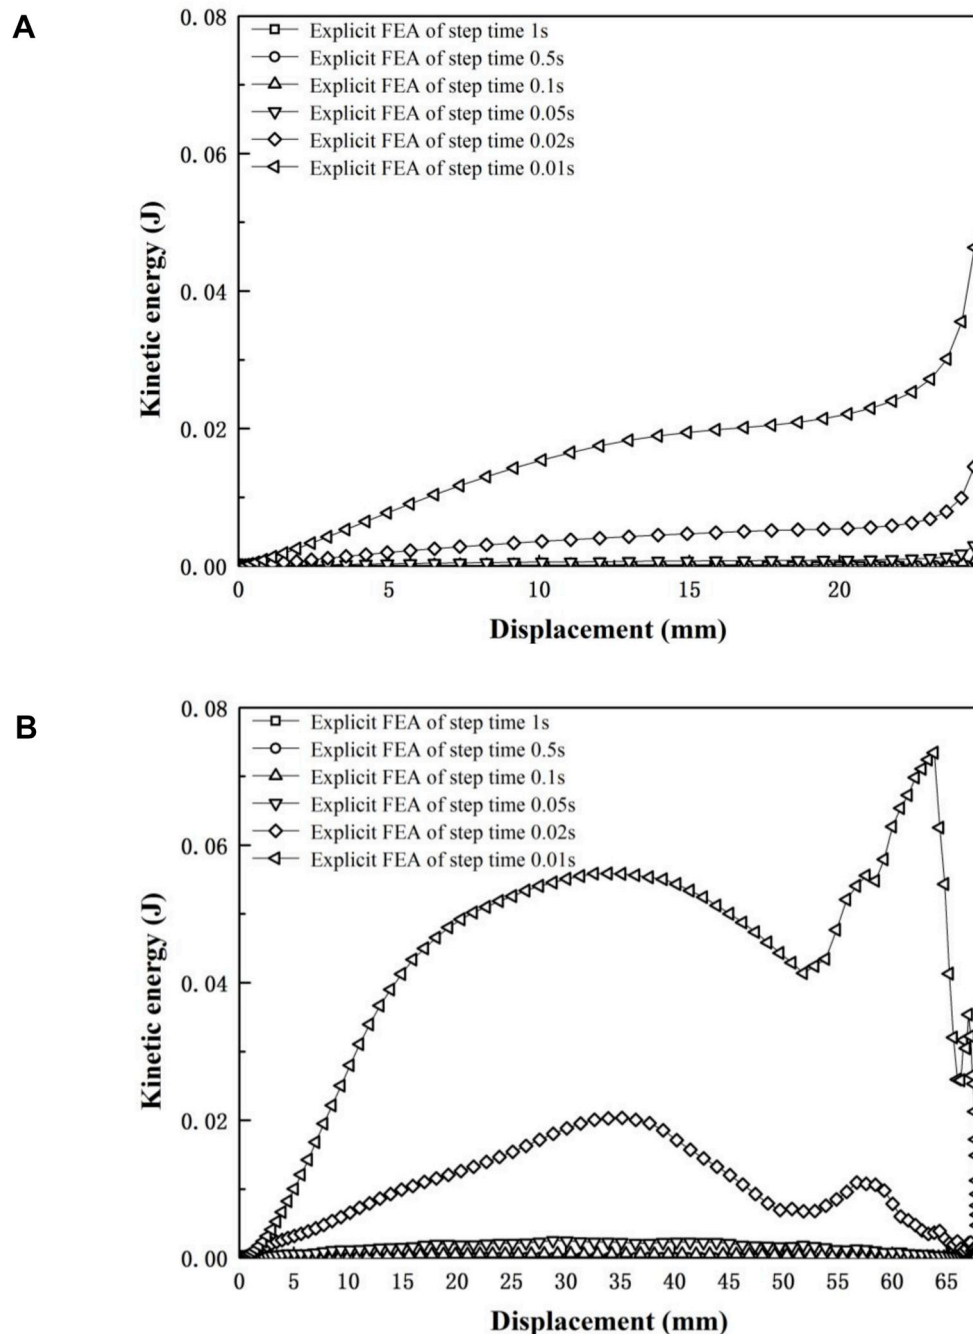 A
0.08
Explicit FEA of step time 1s
Explicit FEA of step time 0.5s
Explicit FEA of step time 0.1s
Explicit FEA of step time 0.05s
Explicit FEA of step time 0.02s
Explicit FEA of step time 0.01s
0.06
0.04
0.02
0.00
Kinetic energy (J)
0 5 10 15 20
Displacement (mm)
B
0.08
Explicit FEA of step time 1s
Explicit FEA of step time 0.5s
Explicit FEA of step time 0.1s
Explicit FEA of step time 0.05s
Explicit FEA of step time 0.02s
Explicit FEA of step time 0.01s
0.06
0.04
0.02
0.00
Kinetic energy (J)
0 5 10 15 20 25 30 35 40 45 50 55 60 65
Displacement (mm)